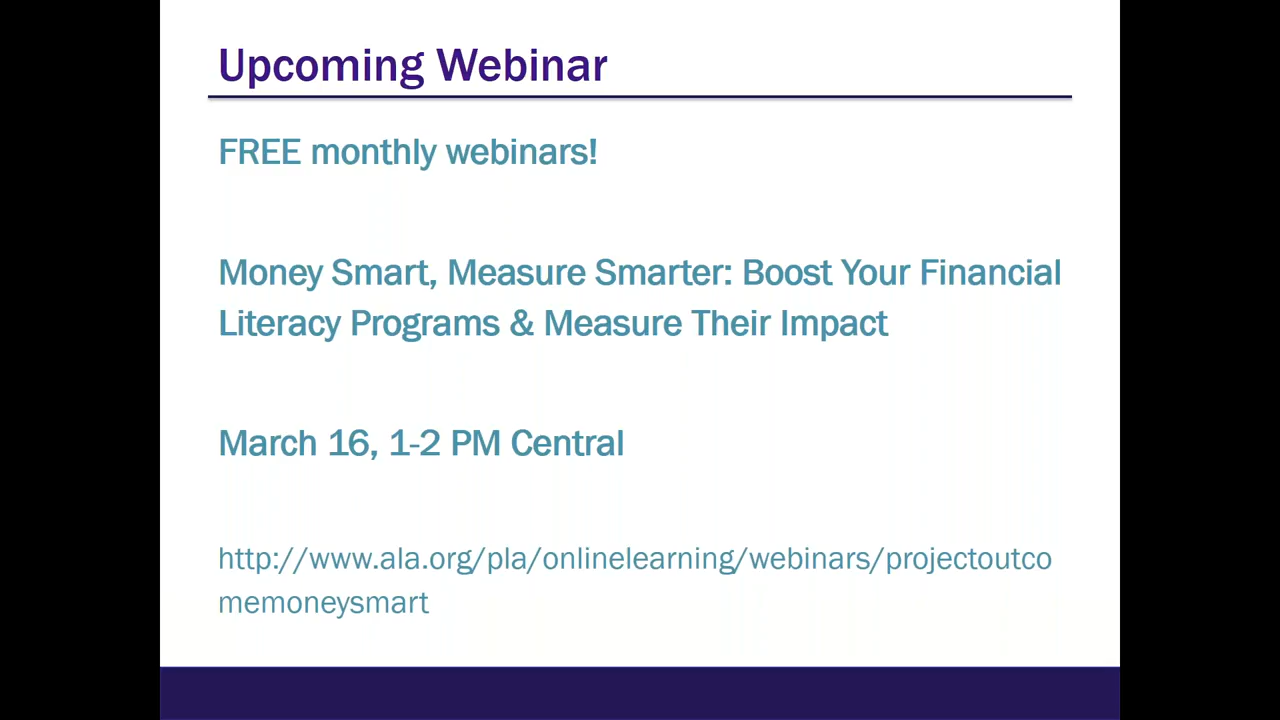 Upcoming Webinar
FREE monthly webinars!
Money Smart, Measure Smarter: Boost Your Financial
Literacy Programs & Measure Their Impact
March 16, 1-2 PM Central
http://www.ala.org/pla/onlinelearning/webinars/projectoutco
memoneysmart